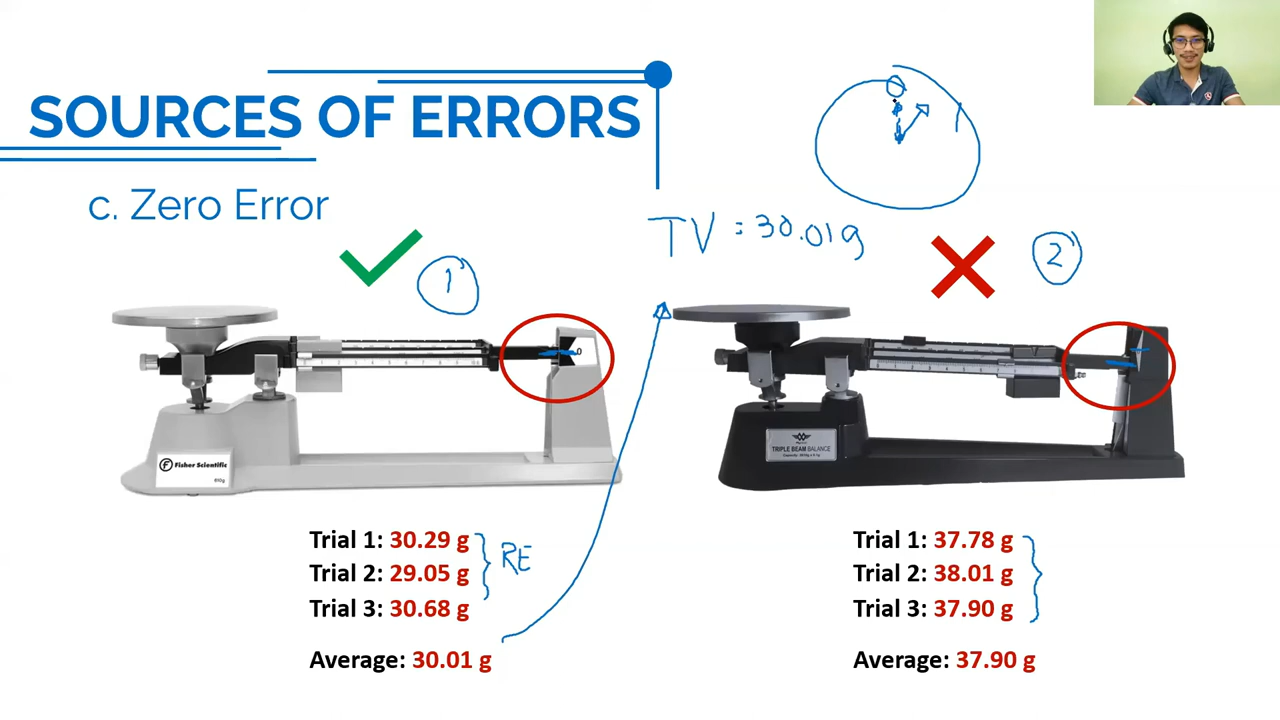 SOURCES OF ERRORS
c. Zero Error
TV = 30.01g
1
2
0
Fisher Scientific
610g
TRIPLE BEAM BALANCE
Trial 1: 30.29 g
Trial 2: 29.05 g
Trial 3: 30.68 g
RE
Average: 30.01 g
Trial 1: 37.78 g
Trial 2: 38.01 g
Trial 3: 37.90 g
Average: 37.90 g